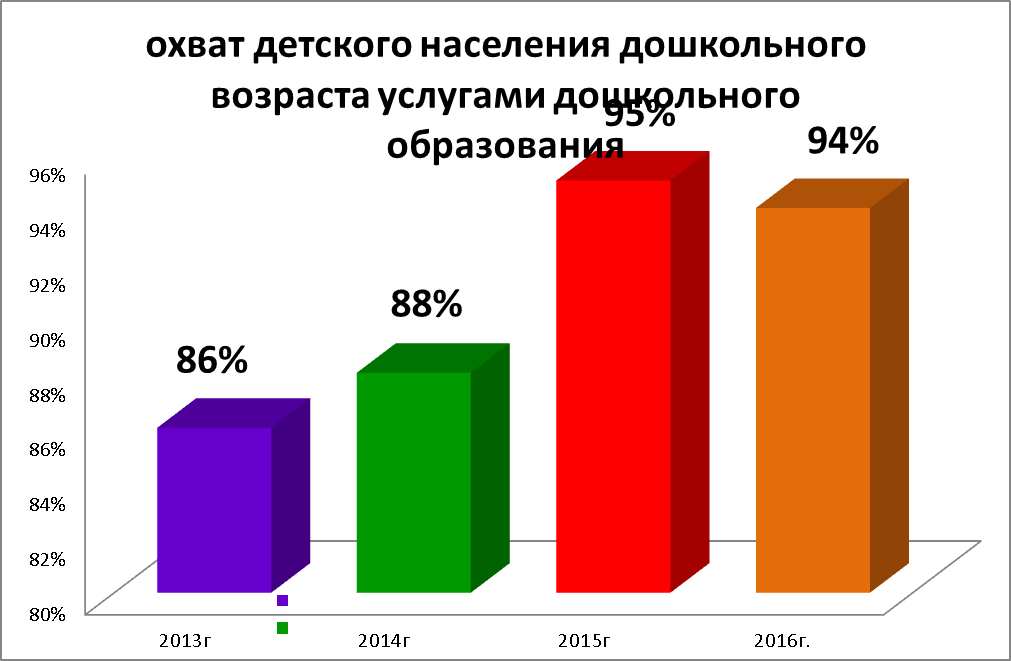 охват детского населения дошкольного
возраста услугами дошкольного
образования
95%
94%
88%
86%
96%
94%
92%
90%
88%
86%
84%
82%
80%
2013г
2014г
2015г
2016г.